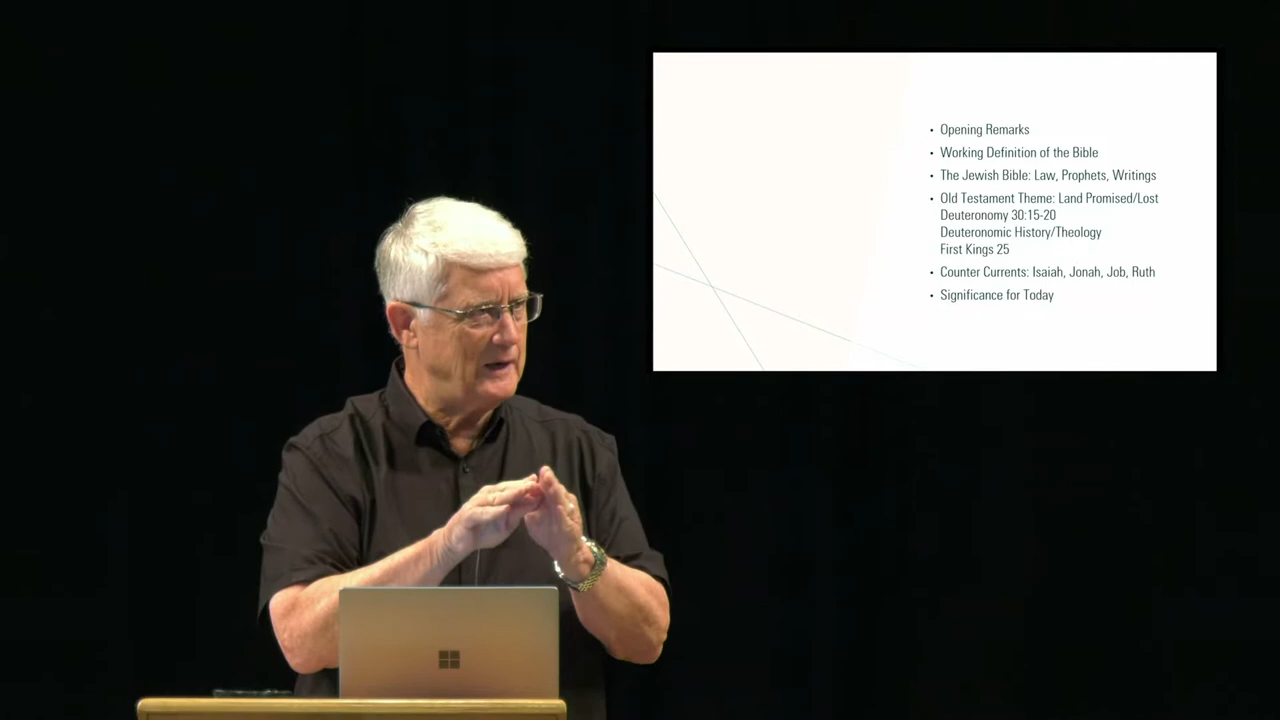 • Opening Remarks
• Working Definition of the Bible
• The Jewish Bible: Law, Prophets, Writings
• Old Testament Theme: Land Promised/Lost
Deuteronomy 30:15-20
Deuteronomic History/Theology
First Kings 25
• Counter Currents: Isaiah, Jonah, Job, Ruth
• Significance for Today